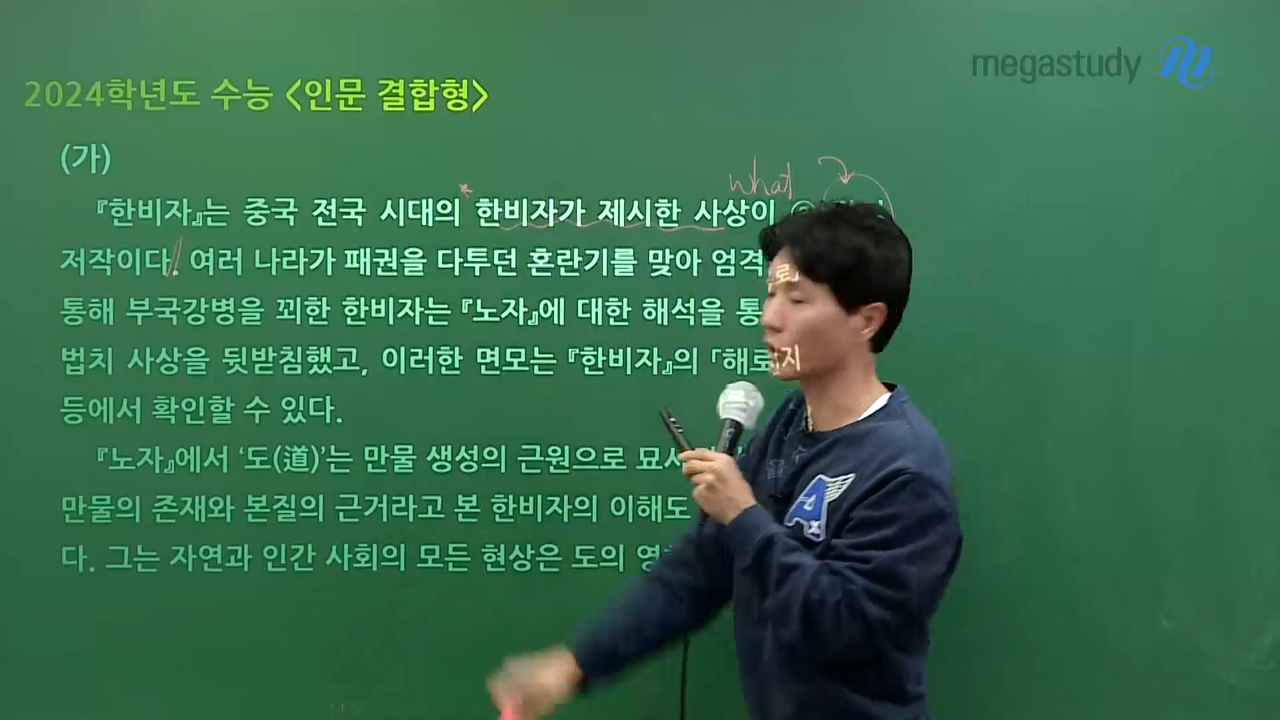 megastudy
2024학년도 수능 <인문 결합형>
(가)
what
『한비자』는 중국 전국 시대의 한비자가 제시한 사상이
저작이다. 여러 나라가 패권을 다투던 혼란기를 맞아 엄격
통해 부국강병을 꾀한 한비자는 『노자』에 대한 해석을 통
법치 사상을 뒷받침했고, 이러한 면모는 『한비자』의 「해로
등에서 확인할 수 있다.
『노자』에서 ‘도(道)’는 만물 생성의 근원으로
만물의 존재와 본질의 근거라고 본 한비자의 이해도
다. 그는 자연과 인간 사회의 모든 현상은 도의
A